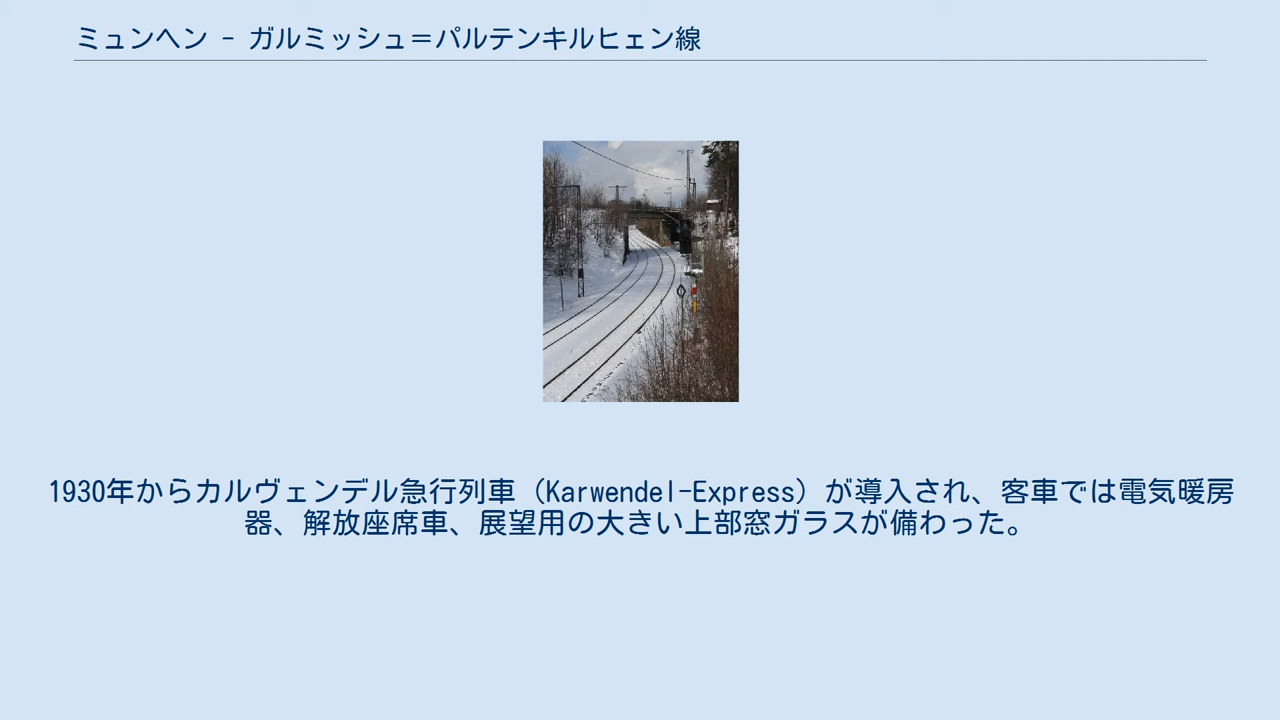 ミュンヘン - ガルミッシュ＝パルテンキルヒェン線
1930年からカルヴェンデル急行列車（Karwendel-Express）が導入され、客車では電気暖房
器、解放座席車、展望用の大きい上部窓ガラスが備わった。